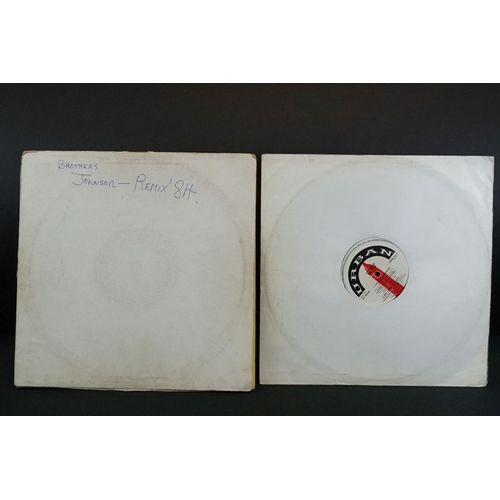 BROTHERS
JOHNSON — REMIX' 84.
URBAN